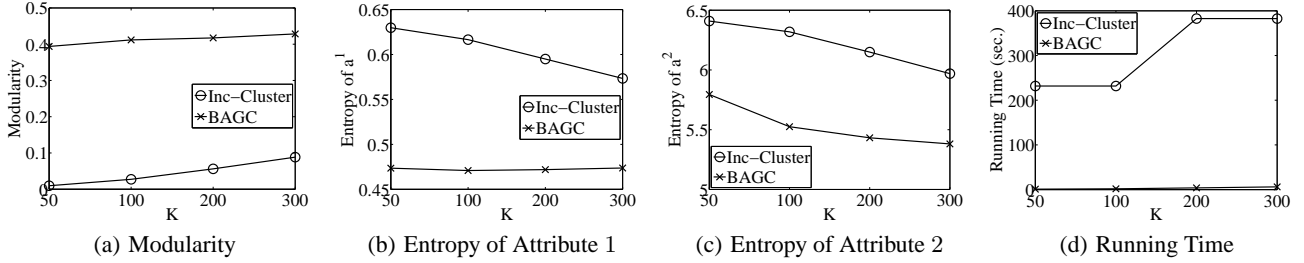 0.5
0.4
0.3
0.2
0.1
0
50 100 200 300
K
Modularity
Inc-Cluster
BAGC
(a) Modularity
0.65
0.6
0.55
0.5
0.45
50 100 200 300
K
Entropy of a^1
Inc-Cluster
BAGC
(b) Entropy of Attribute 1
6.5
6
5.5
5
50 100 200 300
K
Entropy of a^2
Inc-Cluster
BAGC
(c) Entropy of Attribute 2
400
300
200
100
0
50 100 200 300
K
Running Time (sec.)
Inc-Cluster
BAGC
(d) Running Time